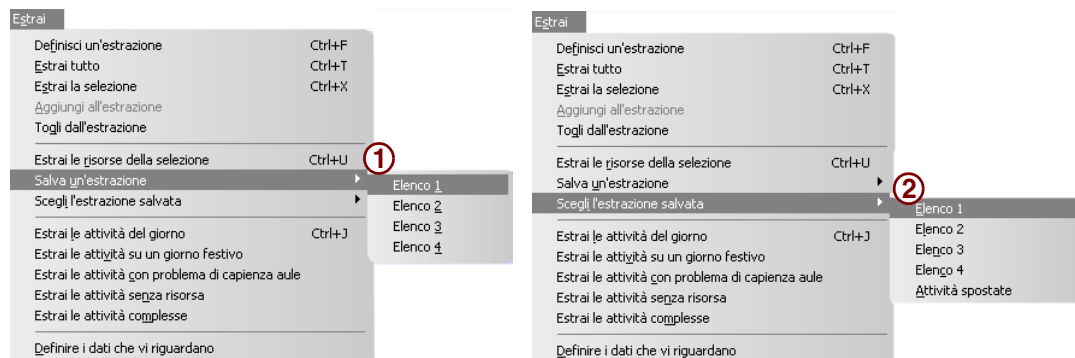 Estrai
Definisci un'estrazione Ctrl+F
Estrai tutto Ctrl+T
Estrai la selezione Ctrl+X
Aggiungi all'estrazione
Togli dall'estrazione
Estrai le risorse della selezione Ctrl+U
1
Salva un'estrazione
Elenco 1
Scegli l'estrazione salvata
Elenco 2
Elenco 3
Elenco 4
Estrai le attività del giorno Ctrl+J
Estrai le attività su un giorno festivo
Estrai le attività con problema di capienza aule
Estrai le attività senza risorsa
Estrai le attività complesse
Definire i dati che vi riguardano
Estrai
Definisci un'estrazione Ctrl+F
Estrai tutto Ctrl+T
Estrai la selezione Ctrl+X
Aggiungi all'estrazione
Togli dall'estrazione
Estrai le risorse della selezione Ctrl+U
Salva un'estrazione
2
Scegli l'estrazione salvata
Elenco 1
Elenco 2
Elenco 3
Elenco 4
Attività spostate
Estrai le attività del giorno Ctrl+J
Estrai le attività su un giorno festivo
Estrai le attività con problema di capienza aule
Estrai le attività senza risorsa
Estrai le attività complesse
Definire i dati che vi riguardano